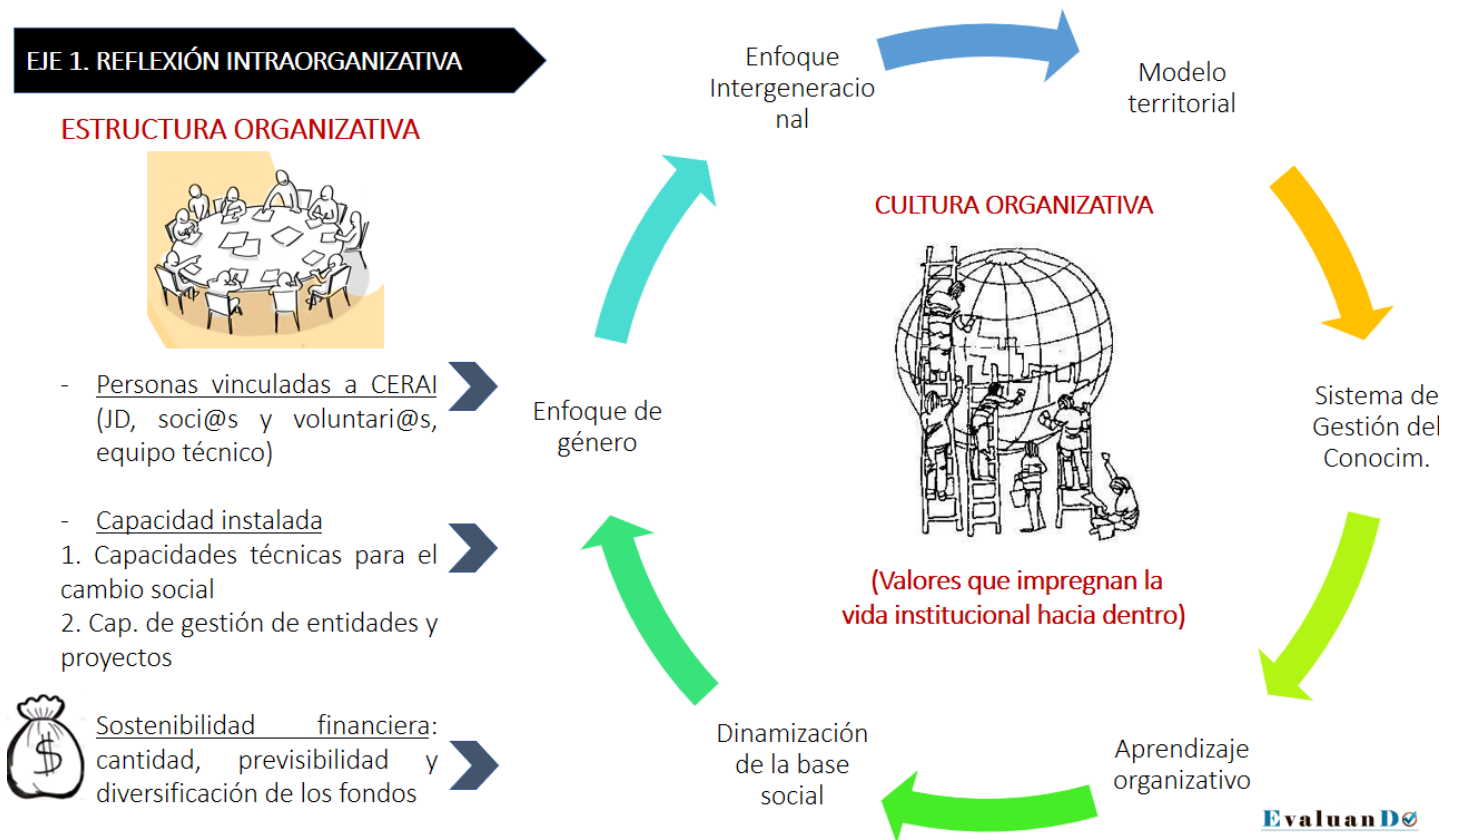 EJE 1. REFLEXIÓN INTRAORGANIZATIVA
ESTRUCTURA ORGANIZATIVA
- Personas vinculadas a CERAI
(JD, soci@s y voluntari@s,
equipo técnico)
- Capacidad instalada
1. Capacidades técnicas para el
cambio social
2. Cap. de gestión de entidades y
proyectos
$
Sostenibilidad financiera:
cantidad, previsibilidad y
diversificación de los fondos
Enfoque
Intergeneracio
nal
Modelo
territorial
Sistema de
Gestión del
Conocim.
Aprendizaje
organizativo
Dinamización
de la base
social
Enfoque de
género
CULTURA ORGANIZATIVA
(Valores que impregnan la
vida institucional hacia dentro)
EvaluanDO